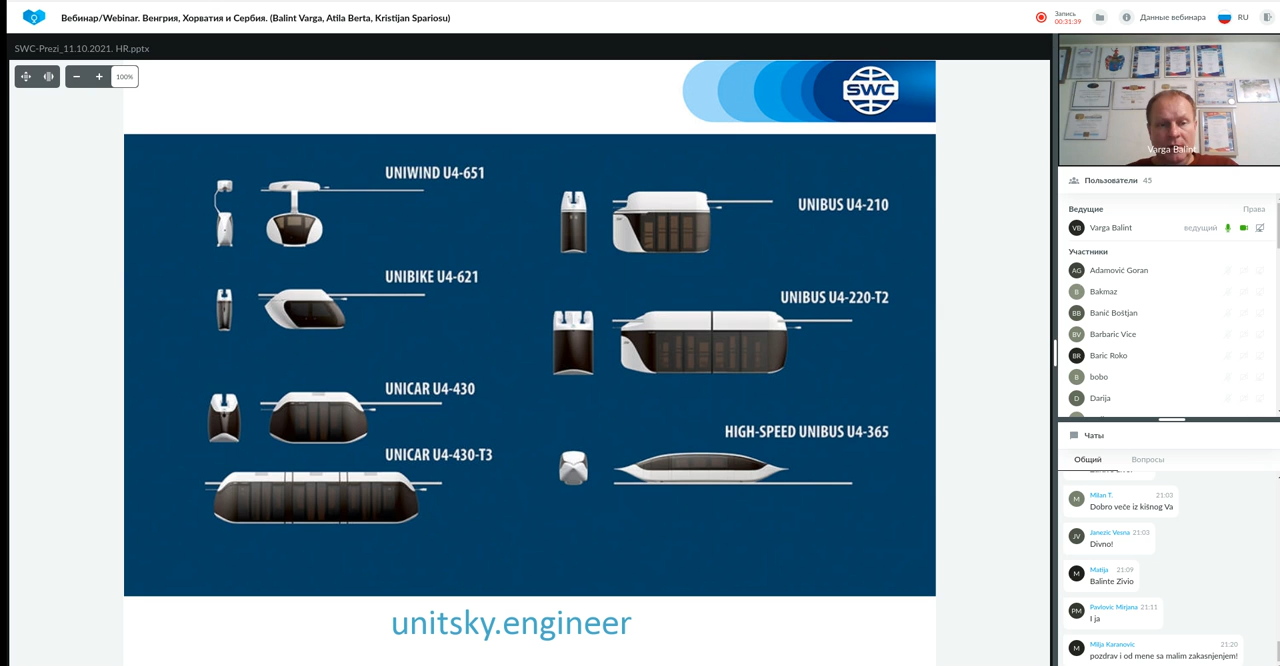 Вебинар/Webinar. Венгрия, Хорватия и Сербия. (Balint Varga, Atila Berta, Kristijan Spariosu)
Запись
00:31:39
Данные вебинара
RU
SWC-Prezi_11.10.2021. HR.pptx
100%
SWC
UNIWIND U4-651
UNIBUS U4-210
UNIBIKE U4-621
UNIBUS U4-220-T2
UNICAR U4-430
HIGH-SPEED UNIBUS U4-365
UNICAR U4-430-T3
unitsky.engineer
Varga Balint
Пользователи 45
Ведущие Права
VB Varga Balint ведущий
Участники
AG Adamović Goran
B Bakmaz
BB Banič Boštjan
BV Barbaric Vice
BR Baric Roko
B bobo
D Darija
Чаты
Общий Вопросы
M Milan T. 21:03
Dobro veče iz kišnog Va
JV Janezic Vesna 21:03
Divno!
M Matija 21:09
Balinte Zivio
PM Pavlovic Mirjana 21:11
I ja
M Milja Karanovic 21:20
pozdrav i od mene sa malim zakasnjenjem!